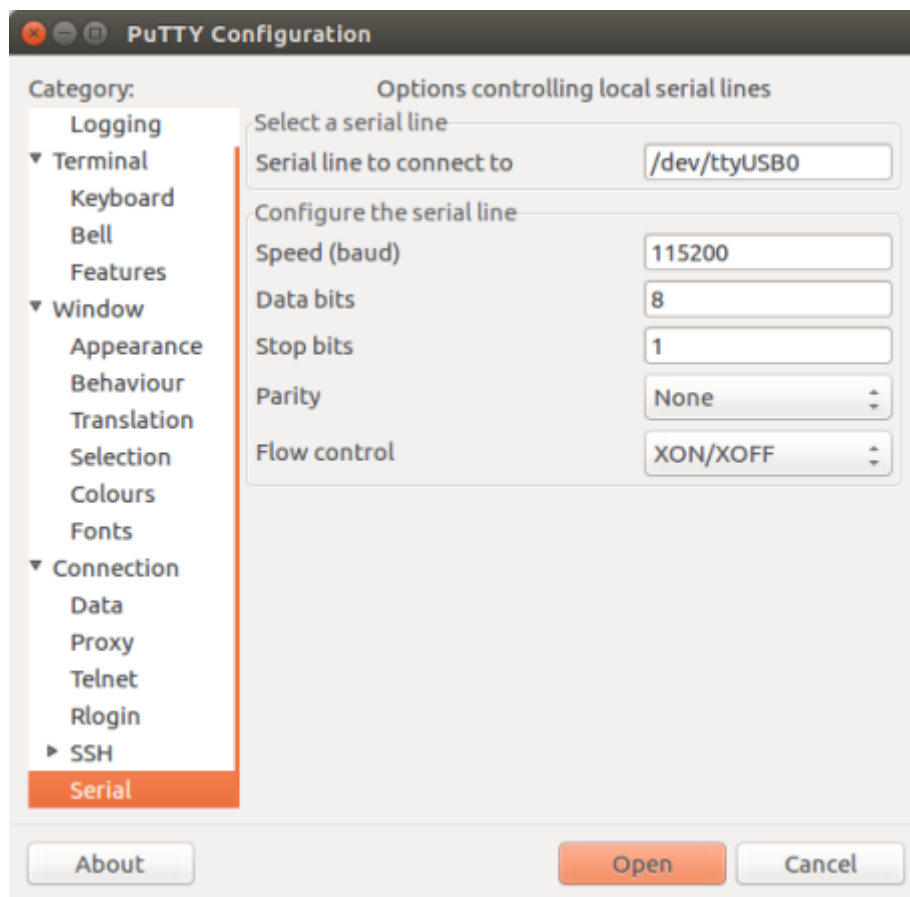 PuTTY Configuration
Category:
Logging
Terminal
Keyboard
Bell
Features
Window
Appearance
Behaviour
Translation
Selection
Colours
Fonts
Connection
Data
Proxy
Telnet
Rlogin
SSH
Serial
Options controlling local serial lines
Select a serial line
Serial line to connect to /dev/ttyUSB0
Configure the serial line
Speed (baud) 115200
Data bits 8
Stop bits 1
Parity None
Flow control XON/XOFF
About Open Cancel